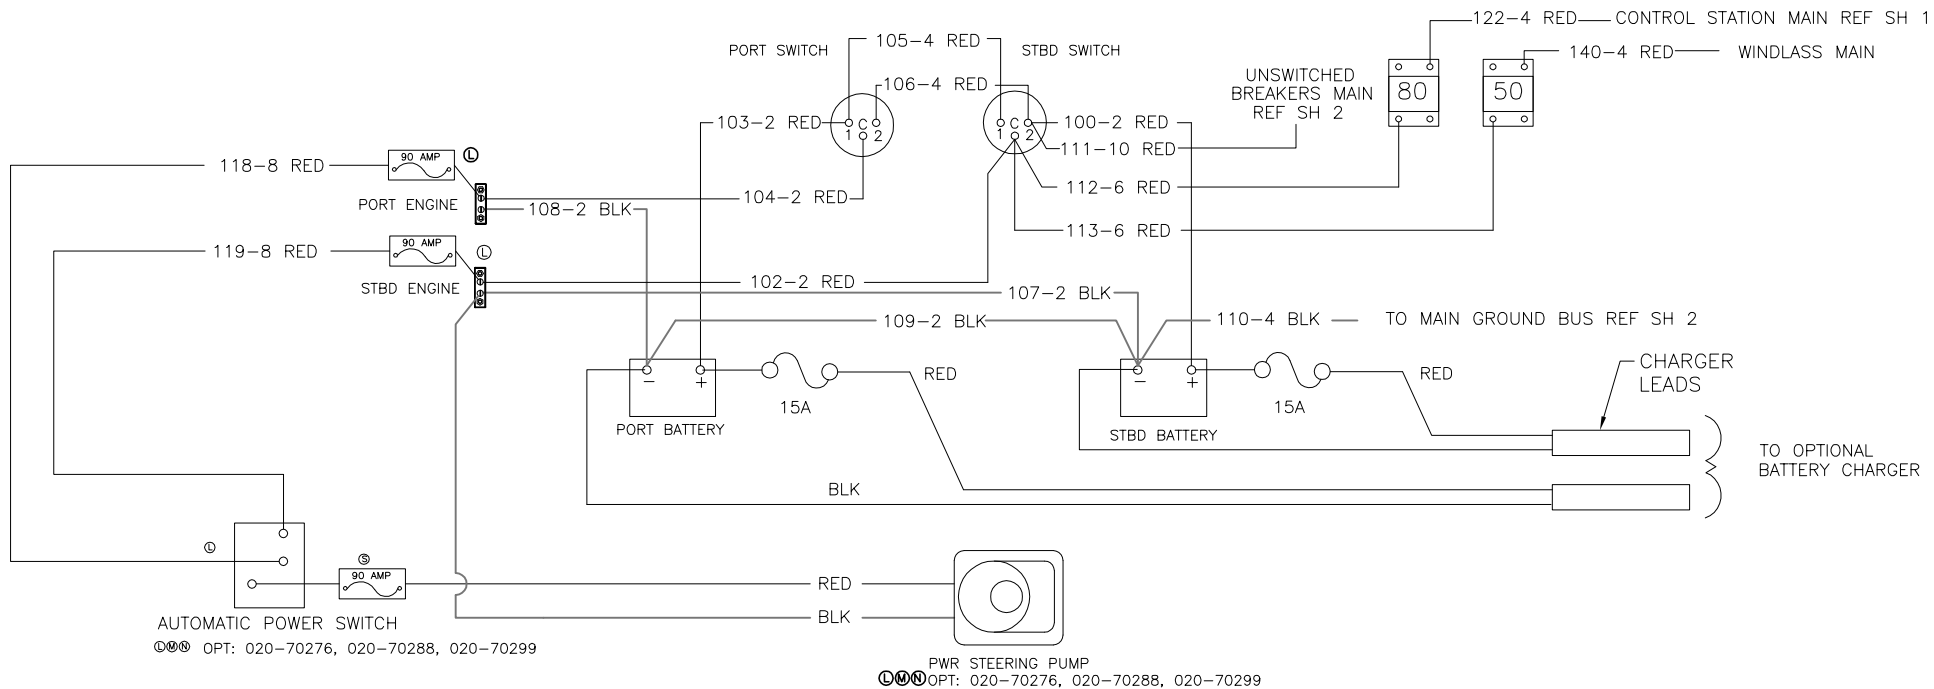 122-4 RED
CONTROL STATION MAIN REF SH 1
105-4 RED
PORT SWITCH
STBD SWITCH
140-4 RED
WINDLASS MAIN
106-4 RED
UNSWITCHED
BREAKERS MAIN
REF SH 2
80
50
103-2 RED
1 C 2
1 C 2
100-2 RED
111-10 RED
90 AMP
L
118-8 RED
112-6 RED
104-2 RED
PORT ENGINE
108-2 BLK
113-6 RED
90 AMP
119-8 RED
L
102-2 RED
STBD ENGINE
107-2 BLK
109-2 BLK
110-4 BLK
TO MAIN GROUND BUS REF SH 2
CHARGER
LEADS
RED
RED
- +
- +
15A
15A
PORT BATTERY
STBD BATTERY
TO OPTIONAL
BATTERY CHARGER
BLK
L
S
90 AMP
RED
BLK
AUTOMATIC POWER SWITCH
L M N OPT: 020-70276, 020-70288, 020-70299
PWR STEERING PUMP
L M N OPT: 020-70276, 020-70288, 020-70299